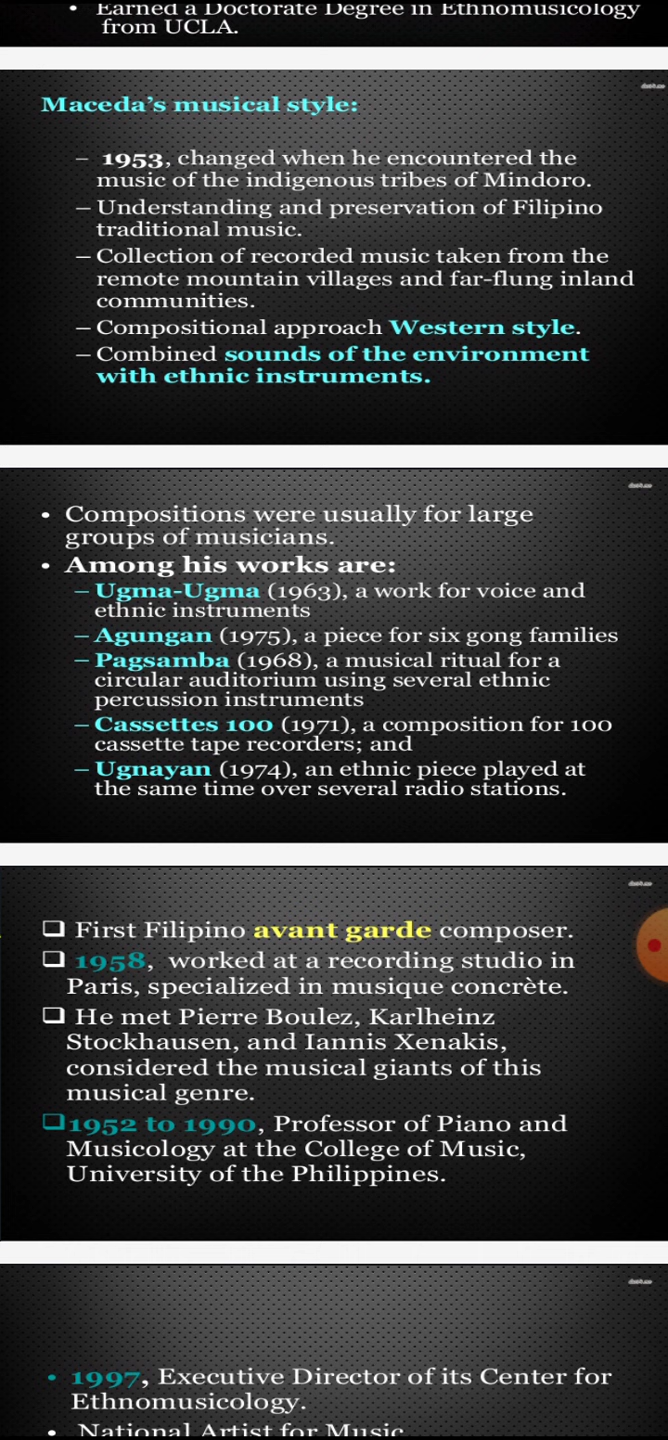 • Earned a Doctorate Degree in Ethnomusicology
from UCLA.
Maceda's musical style:
– 1953, changed when he encountered the
music of the indigenous tribes of Mindoro.
– Understanding and preservation of Filipino
traditional music.
– Collection of recorded music taken from the
remote mountain villages and far-flung inland
communities.
– Compositional approach Western style.
– Combined sounds of the environment
with ethnic instruments.
• Compositions were usually for large
groups of musicians.
• Among his works are:
– Ugma-Ugma (1963), a work for voice and
ethnic instruments
– Agungan (1975), a piece for six gong families
– Pagsamba (1968), a musical ritual for a
circular auditorium using several ethnic
percussion instruments
– Cassettes 100 (1971), a composition for 100
cassette tape recorders; and
– Ugnayan (1974), an ethnic piece played at
the same time over several radio stations.
❑ First Filipino avant garde composer.
❑ 1958, worked at a recording studio in
Paris, specialized in musique concrète.
❑ He met Pierre Boulez, Karlheinz
Stockhausen, and Iannis Xenakis,
considered the musical giants of this
musical genre.
❑1952 to 1990, Professor of Piano and
Musicology at the College of Music,
University of the Philippines.
• 1997, Executive Director of its Center for
Ethnomusicology.
• National Artist for Music